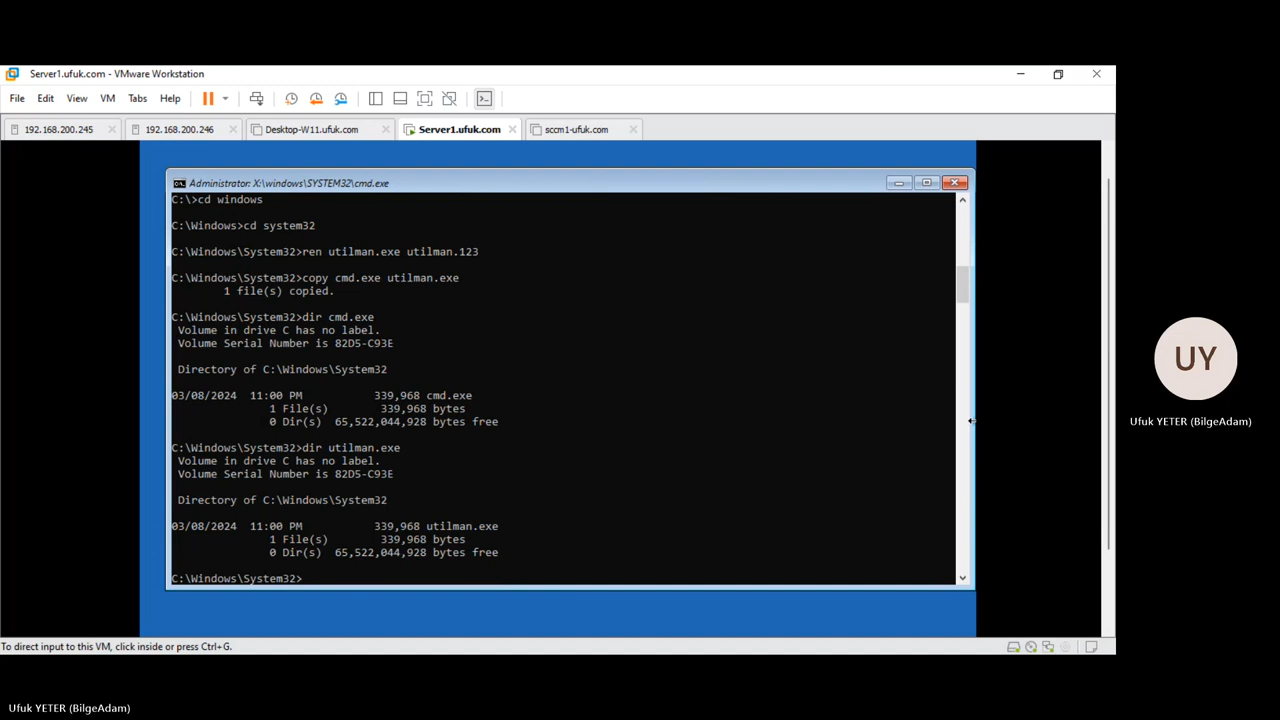 Server1.ufuk.com - VMware Workstation
File Edit View VM Tabs Help
192.168.200.245 192.168.200.246 Desktop-W11.ufuk.com Server1.ufuk.com sccm1-ufuk.com
Administrator: X:\windows\SYSTEM32\cmd.exe
C:\>cd windows
C:\Windows>cd system32
C:\Windows\System32>ren utilman.exe utilman.123
C:\Windows\System32>copy cmd.exe utilman.exe
1 file(s) copied.
C:\Windows\System32>dir cmd.exe
Volume in drive C has no label.
Volume Serial Number is 82D5-C93E
Directory of C:\Windows\System32
03/08/2024 11:00 PM 339,968 cmd.exe
1 File(s) 339,968 bytes
0 Dir(s) 65,522,044,928 bytes free
C:\Windows\System32>dir utilman.exe
Volume in drive C has no label.
Volume Serial Number is 82D5-C93E
Directory of C:\Windows\System32
03/08/2024 11:00 PM 339,968 utilman.exe
1 File(s) 339,968 bytes
0 Dir(s) 65,522,044,928 bytes free
C:\Windows\System32>
To direct input to this VM, click inside or press Ctrl+G.
UY
Ufuk YETER (BilgeAdam)
Ufuk YETER (BilgeAdam)